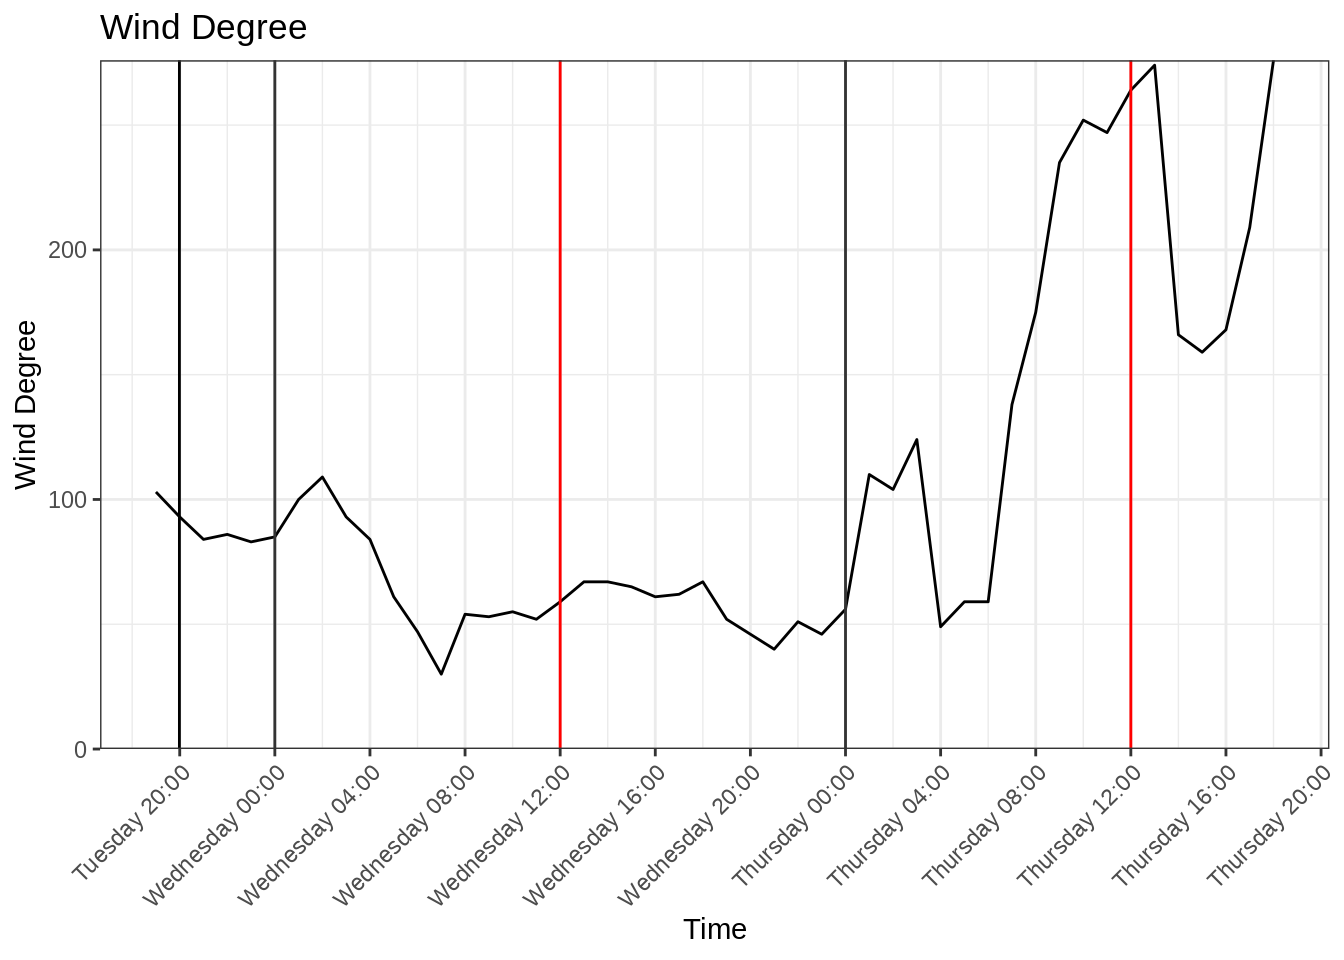 Wind Degree
Wind Degree
200
100
0
Tuesday 20:00
Wednesday 00:00
Wednesday 04:00
Wednesday 08:00
Wednesday 12:00
Wednesday 16:00
Wednesday 20:00
Thursday 00:00
Thursday 04:00
Thursday 08:00
Thursday 12:00
Thursday 16:00
Thursday 20:00
Time